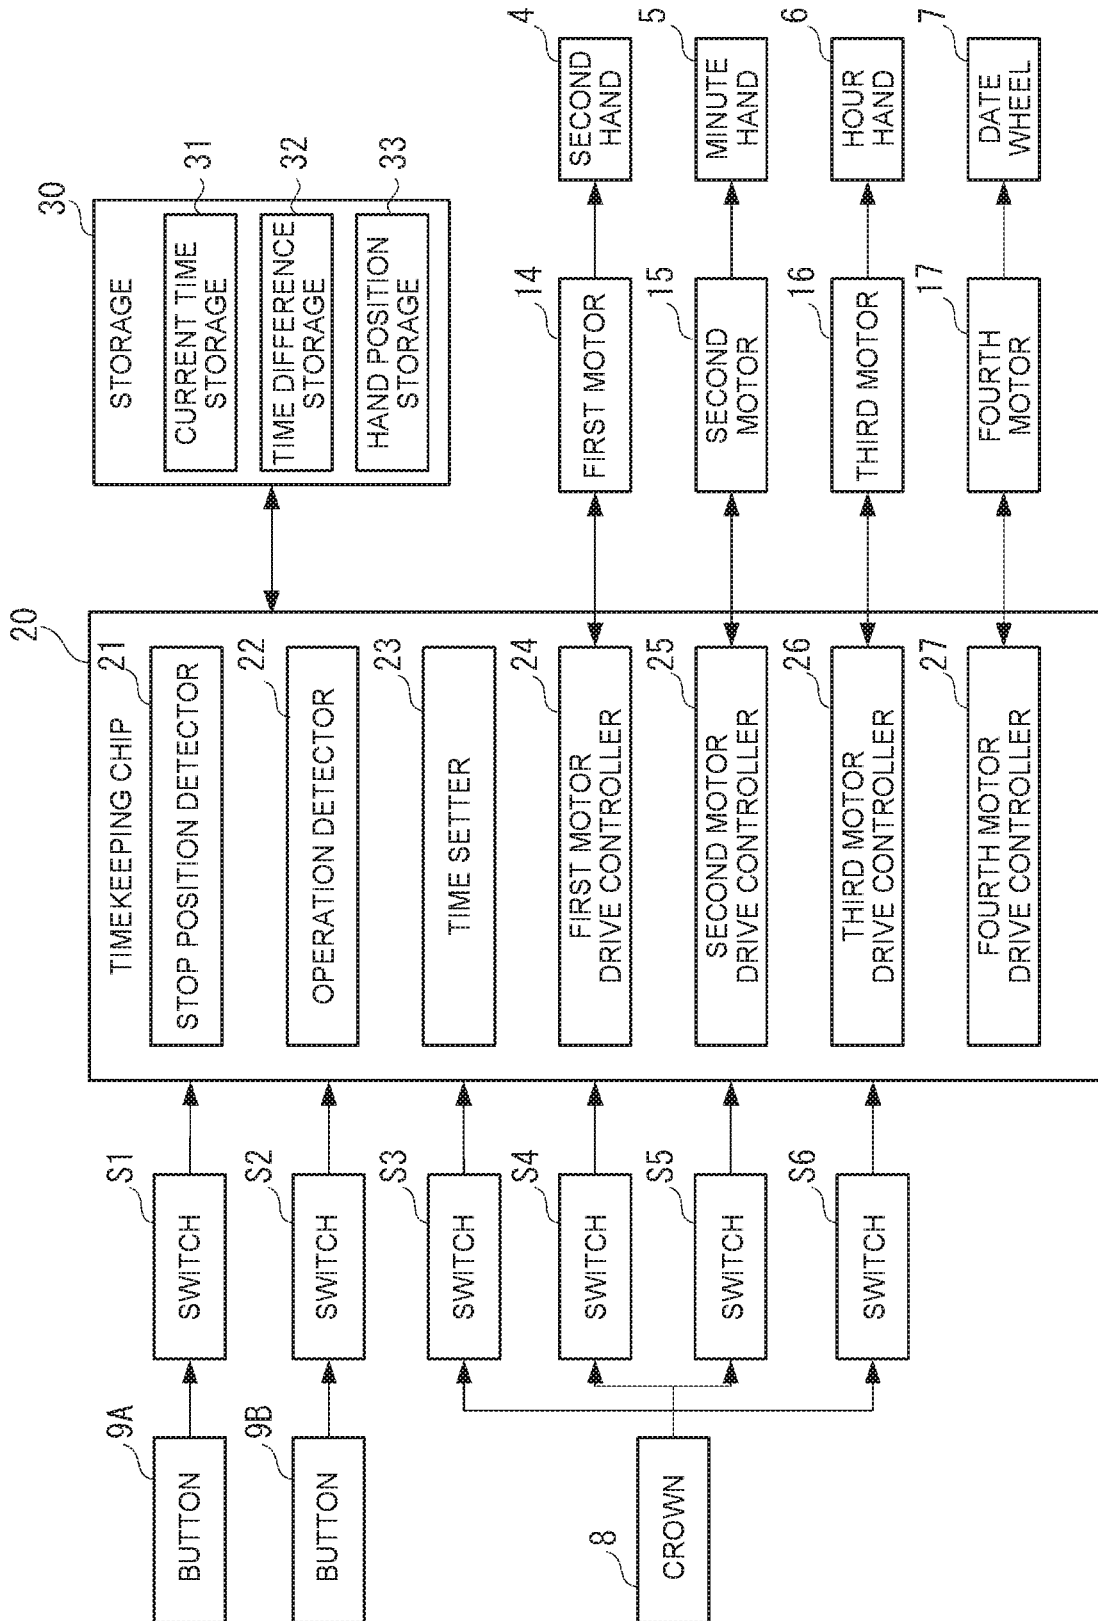 9A
BUTTON
9B
BUTTON
8
CROWN
S1
SWITCH
S2
SWITCH
S3
SWITCH
S4
SWITCH
S5
SWITCH
S6
SWITCH
20
TIMEKEEPING CHIP
21
STOP POSITION DETECTOR
22
OPERATION DETECTOR
23
TIME SETTER
24
FIRST MOTOR
DRIVE CONTROLLER
25
SECOND MOTOR
DRIVE CONTROLLER
26
THIRD MOTOR
DRIVE CONTROLLER
27
FOURTH MOTOR
DRIVE CONTROLLER
30
STORAGE
31
CURRENT TIME
STORAGE
32
TIME DIFFERENCE
STORAGE
33
HAND POSITION
STORAGE
14
FIRST MOTOR
15
SECOND
MOTOR
16
THIRD MOTOR
17
FOURTH
MOTOR
4
SECOND
HAND
5
MINUTE
HAND
6
HOUR
HAND
7
DATE
WHEEL